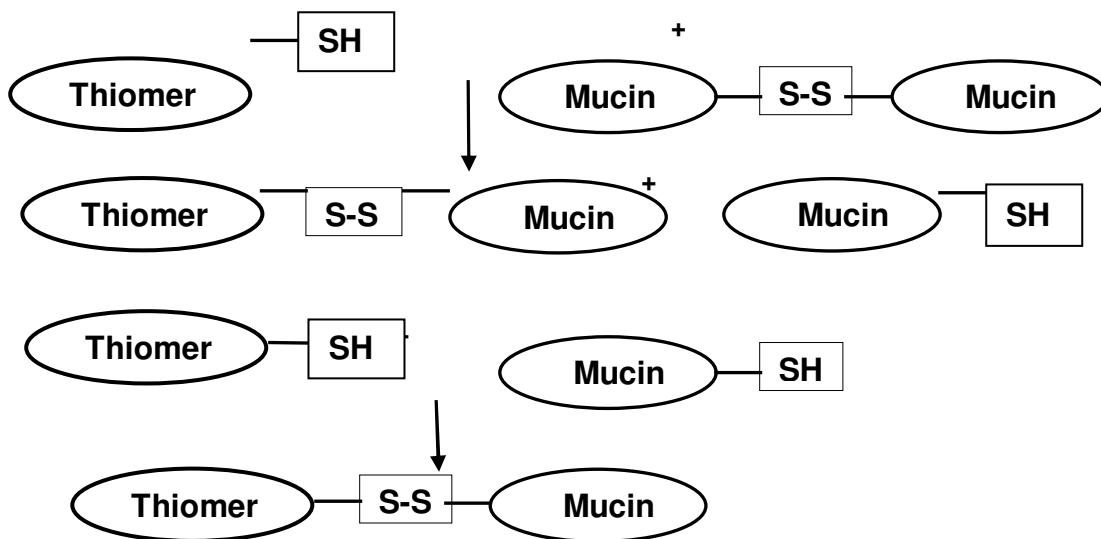 SH +
Thiomer Mucin S-S Mucin
Thiomer S-S Mucin + Mucin SH
Thiomer SH Mucin SH
Thiomer S-S Mucin